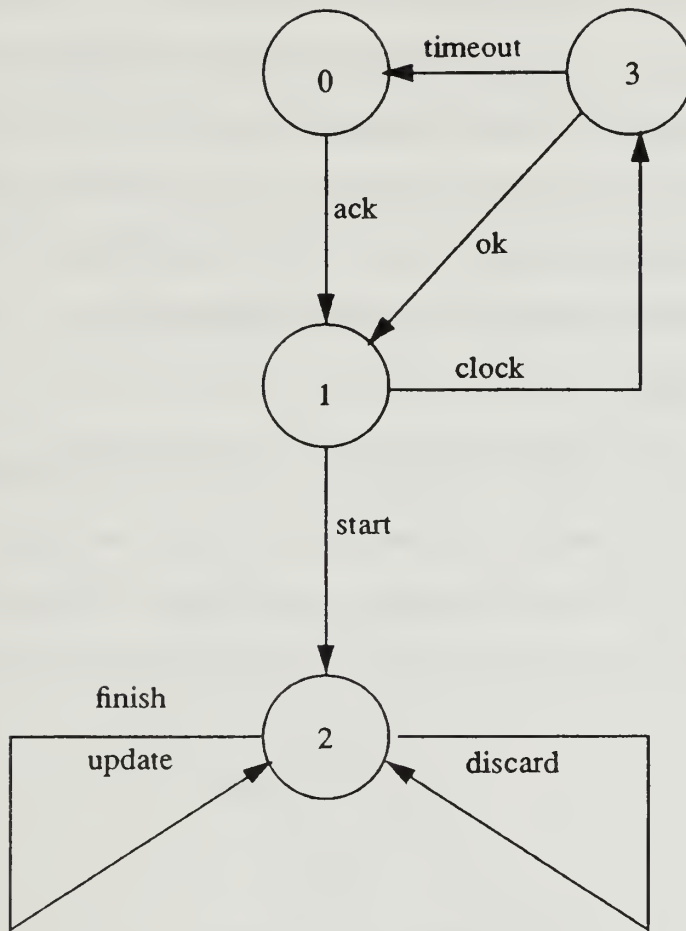 timeout
0
3
ack
ok
1
clock
start
finish
2
update
discard